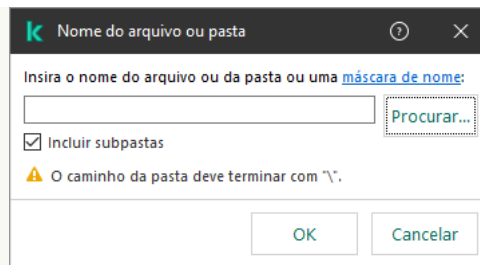 Nome do arquivo ou pasta
Insira o nome do arquivo ou da pasta ou uma máscara de nome:
Procurar...
Incluir subpastas
O caminho da pasta deve terminar com "\".
OK Cancelar